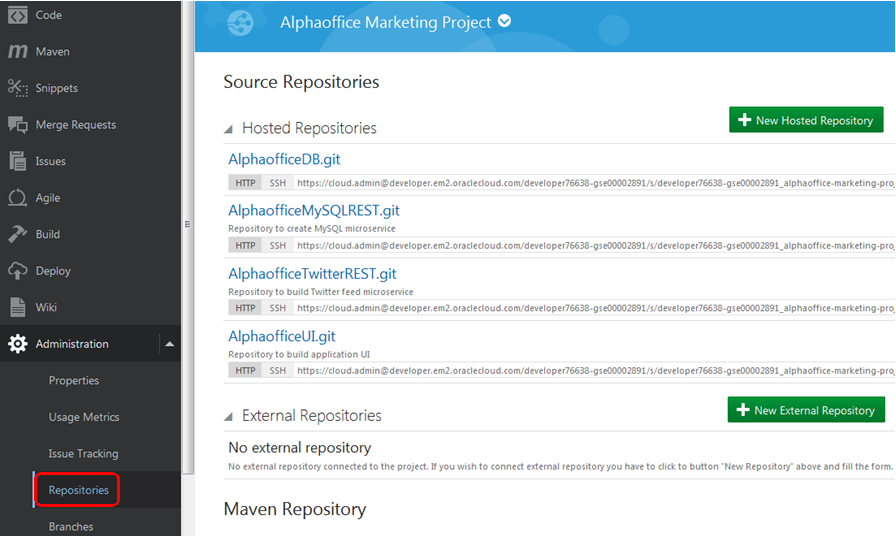 Code
Maven
Snippets
Merge Requests
Issues
Agile
Build
Deploy
Wiki
Administration
Properties
Usage Metrics
Issue Tracking
Repositories
Branches
Alphaoffice Marketing Project
Source Repositories
Hosted Repositories
New Hosted Repository
AlphaofficeDB.git
HTTP SSH https://cloud.admin@developer.em2.oraclecloud.com/developer76638-gse00002891/s/developer76638-gse00002891_alphaoffice-marketing-proj
AlphaofficeMySQLREST.git
Repository to create MySQL microservice
HTTP SSH https://cloud.admin@developer.em2.oraclecloud.com/developer76638-gse00002891/s/developer76638-gse00002891_alphaoffice-marketing-proj
AlphaofficeTwitterREST.git
Repository to build Twitter feed microservice
HTTP SSH https://cloud.admin@developer.em2.oraclecloud.com/developer76638-gse00002891/s/developer76638-gse00002891_alphaoffice-marketing-proj
AlphaofficeUI.git
Repository to build application UI
HTTP SSH https://cloud.admin@developer.em2.oraclecloud.com/developer76638-gse00002891/s/developer76638-gse00002891_alphaoffice-marketing-proj
External Repositories
New External Repository
No external repository
No external repository connected to the project. If you wish to connect external repository you have to click to button "New Repository" above and fill the form.
Maven Repository